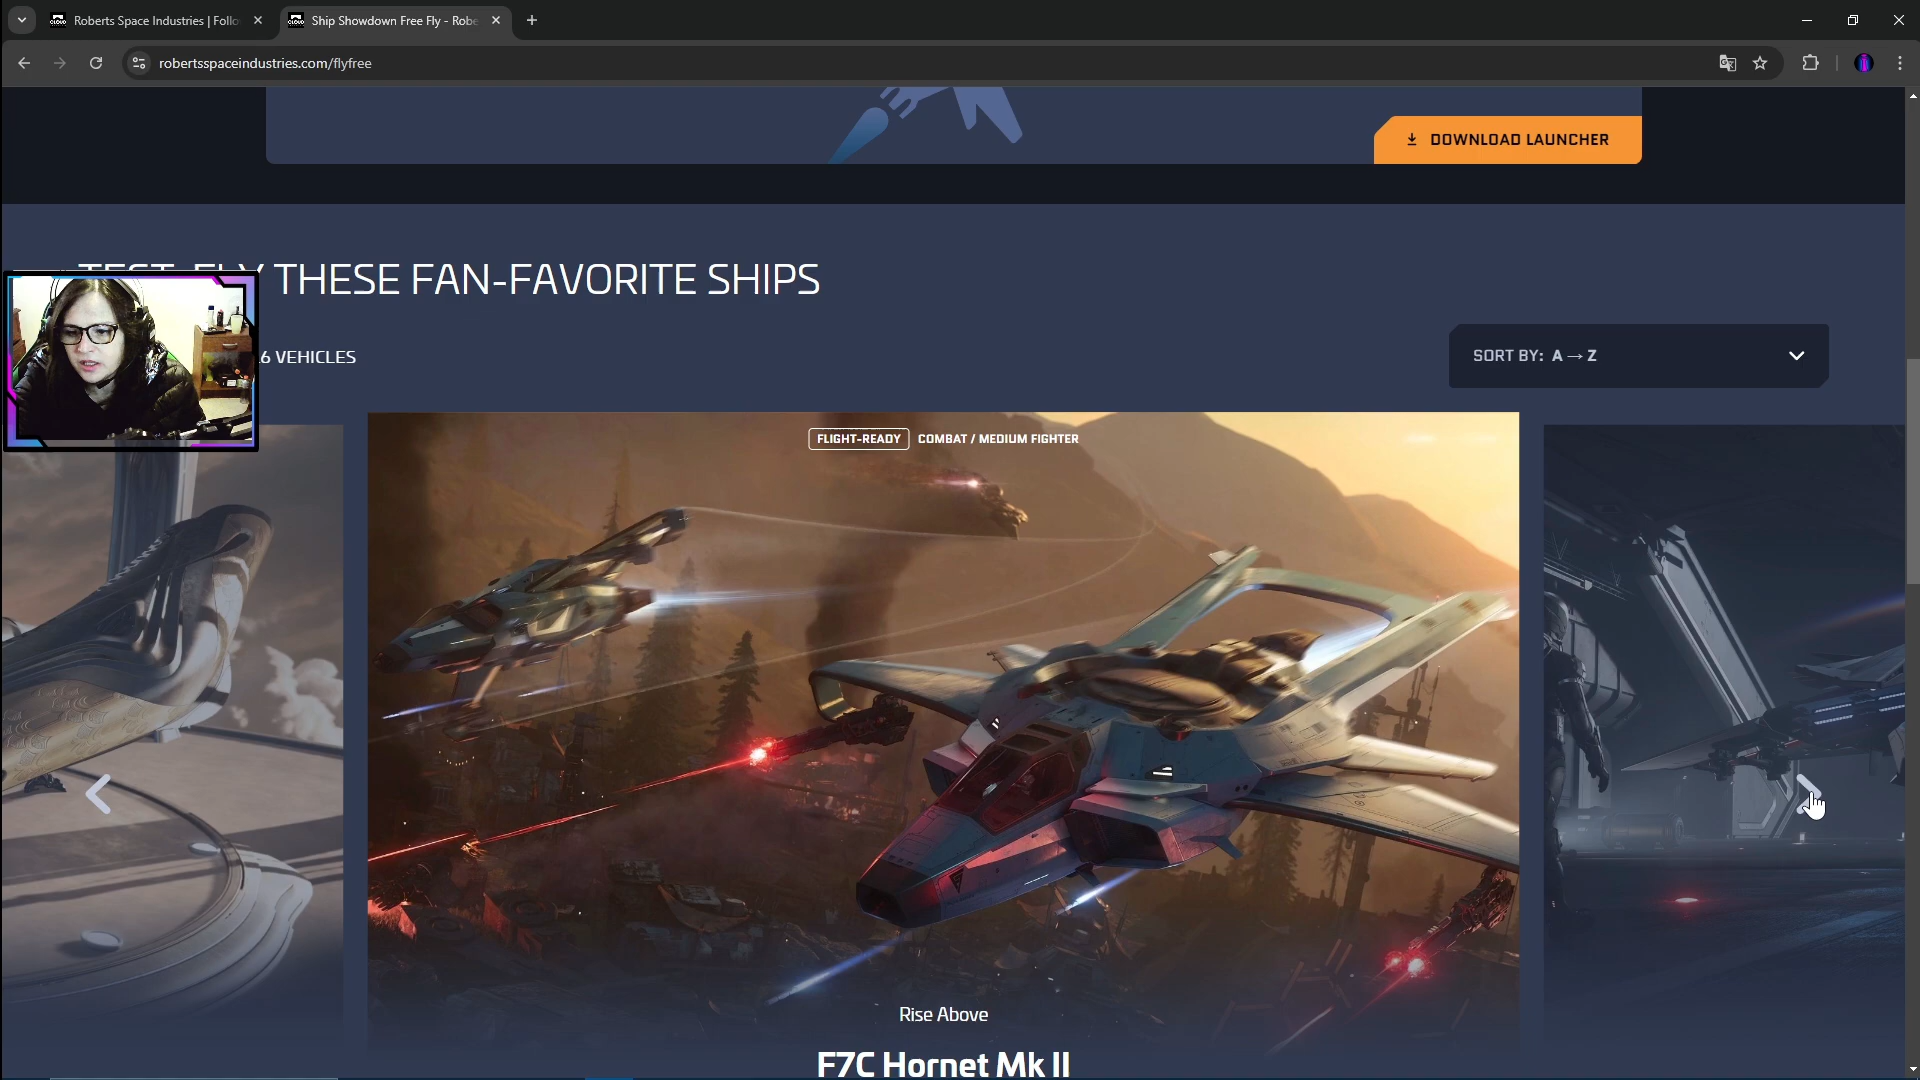 Roberts Space Industries | Follo
Ship Showdown Free Fly - Robe
robertsspaceindustries.com/flyfree
DOWNLOAD LAUNCHER
TEST-FLY THESE FAN-FAVORITE SHIPS
6 VEHICLES
SORT BY: A → Z
FLIGHT-READY COMBAT / MEDIUM FIGHTER
Rise Above
F7C Hornet Mk II